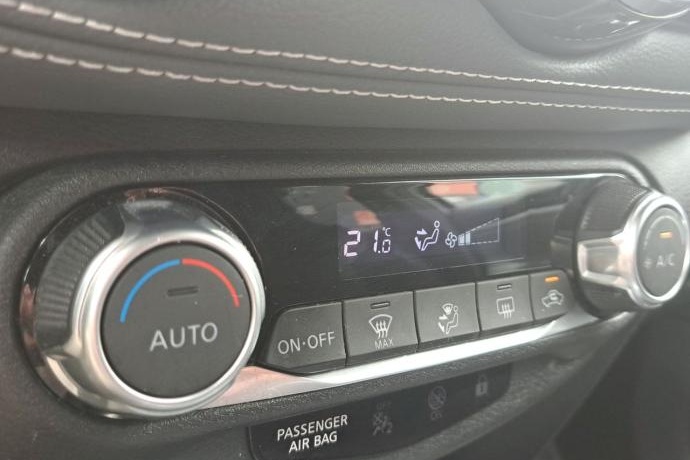 21.0 °C
AUTO
ON·OFF
MAX
A/C
PASSENGER
AIR BAG